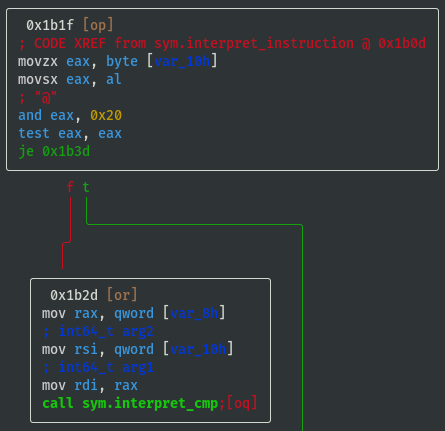 0x1b1f [op]
; CODE XREF from sym.interpret_instruction @ 0x1b0d
movzx eax, byte [var_10h]
movsx eax, al
; "@"
and eax, 0x20
test eax, eax
je 0x1b3d
f t
0x1b2d [or]
mov rax, qword [var_8h]
; int64_t arg2
mov rsi, qword [var_10h]
; int64_t arg1
mov rdi, rax
call sym.interpret_cmp;[oq]